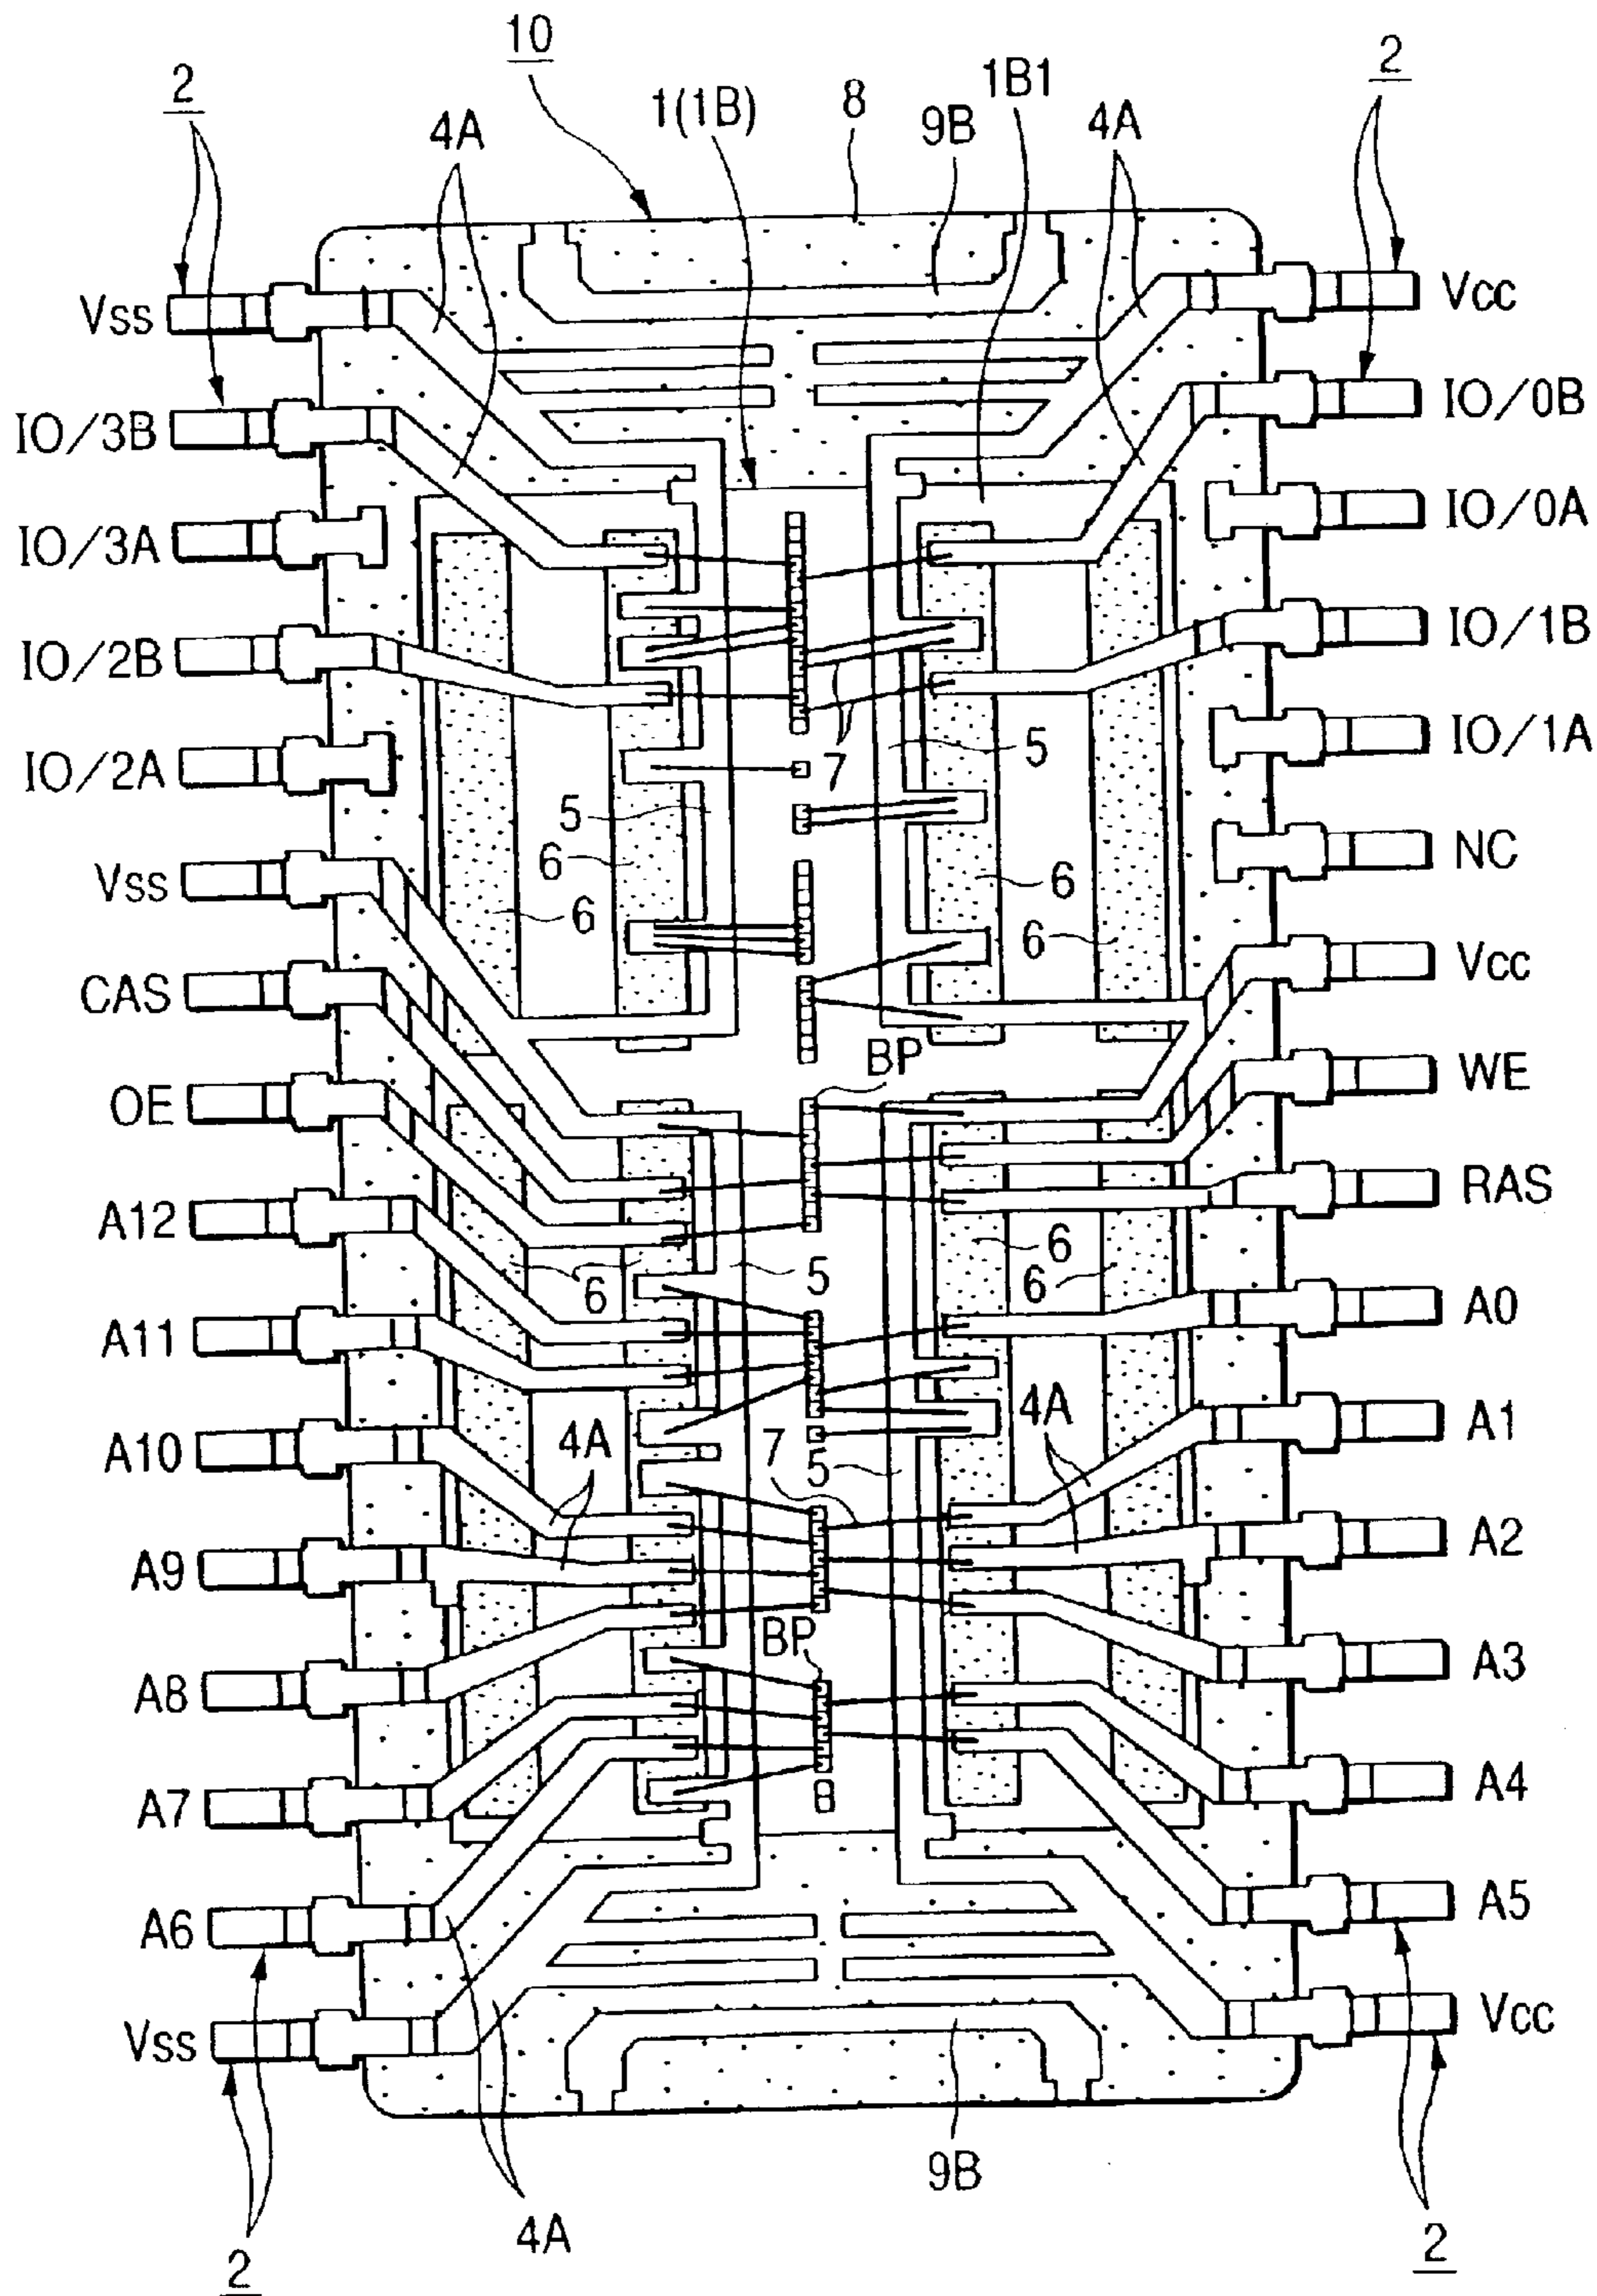 10
2
2
1B1
1(1B)
8
9B
4A
4A
Vss
Vcc
IO/3B
IO/0B
IO/3A
IO/0A
IO/2B
IO/1B
IO/2A
IO/1A
7
5
5
6
6
6
6
Vss
NC
CAS
Vcc
BP
OE
WE
A12
RAS
6
6
6
5
A11
A0
A10
A1
4A
7
5
4A
A9
A2
BP
A8
A3
A7
A4
A6
A5
Vss
Vcc
9B
4A
2
2